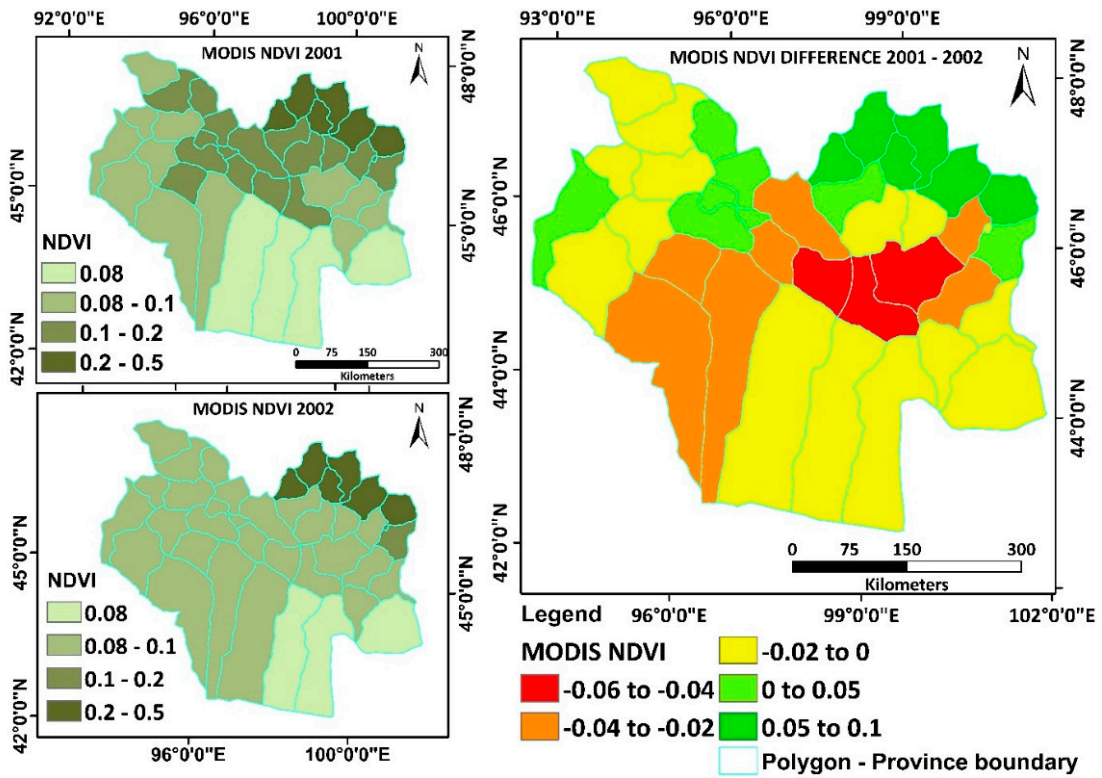 92°0'0"E 96°0'0"E 100°0'0"E
MODIS NDVI 2001
N
48°0'0"N
45°0'0"N
45°0'0"N
42°0'0"N
NDVI
0.08
0.08 - 0.1
0.1 - 0.2
0.2 - 0.5
0 75 150 300
Kilometers
MODIS NDVI 2002
N
48°0'0"N
45°0'0"N
45°0'0"N
42°0'0"N
NDVI
0.08
0.08 - 0.1
0.1 - 0.2
0.2 - 0.5
96°0'0"E 100°0'0"E
93°0'0"E 96°0'0"E 99°0'0"E
MODIS NDVI DIFFERENCE 2001 - 2002
N
48°0'0"N
46°0'0"N
46°0'0"N
44°0'0"N
44°0'0"N
42°0'0"N
0 75 150 300
Kilometers
96°0'0"E 99°0'0"E 102°0'0"E
Legend
MODIS NDVI
-0.06 to -0.04
-0.04 to -0.02
-0.02 to 0
0 to 0.05
0.05 to 0.1
Polygon - Province boundary